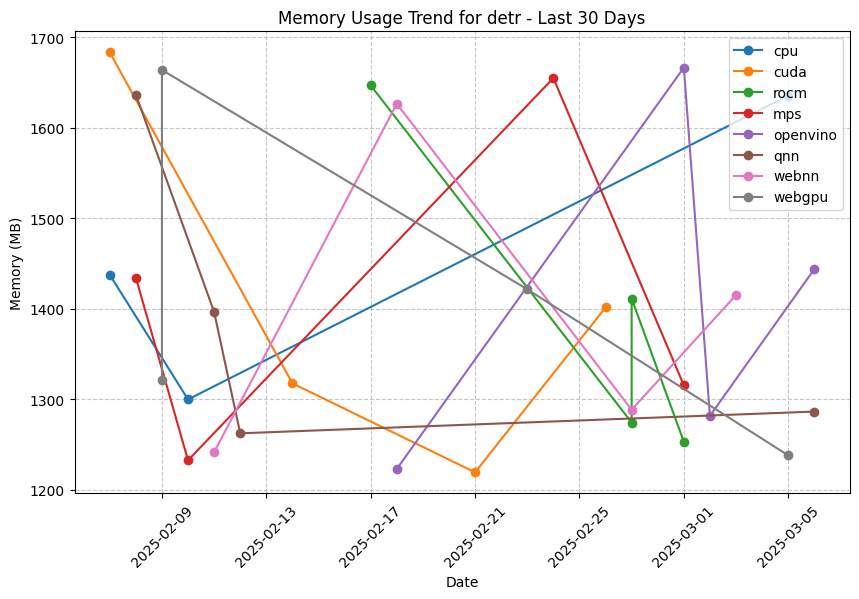 Memory Usage Trend for detr - Last 30 Days
Memory (MB)
1700
1600
1500
1400
1300
1200
cpu
cuda
rocm
mps
openvino
qnn
webnn
webgpu
2025-02-09
2025-02-13
2025-02-17
2025-02-21
2025-02-25
2025-03-01
2025-03-05
Date